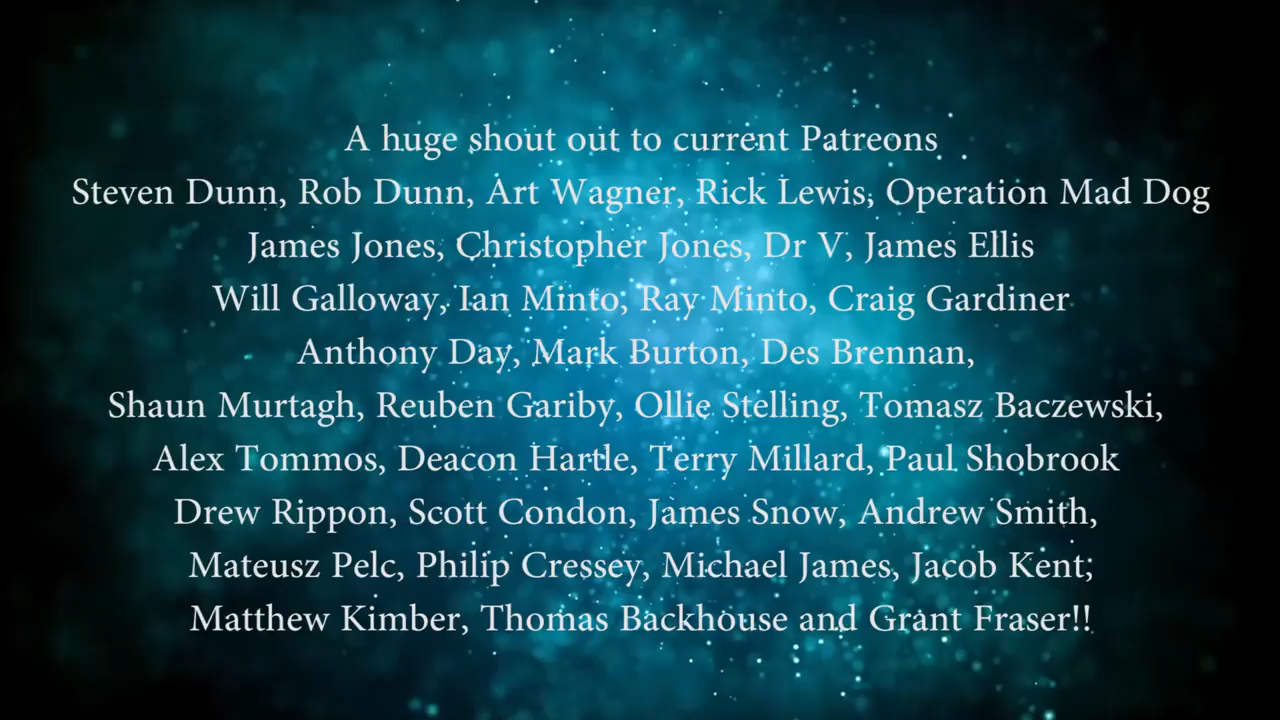 A huge shout out to current Patreons
Steven Dunn, Rob Dunn, Art Wagner, Rick Lewis, Operation Mad Dog
James Jones, Christopher Jones, Dr V, James Ellis
Will Galloway, Ian Minto, Ray Minto, Craig Gardiner
Anthony Day, Mark Burton, Des Brennan,
Shaun Murtagh, Reuben Gariby, Ollie Stelling, Tomasz Baczewski,
Alex Tommos, Deacon Hartle, Terry Millard, Paul Shobrook
Drew Rippon, Scott Condon, James Snow, Andrew Smith,
Mateusz Pelc, Philip Cressey, Michael James, Jacob Kent,
Matthew Kimber, Thomas Backhouse and Grant Fraser!!